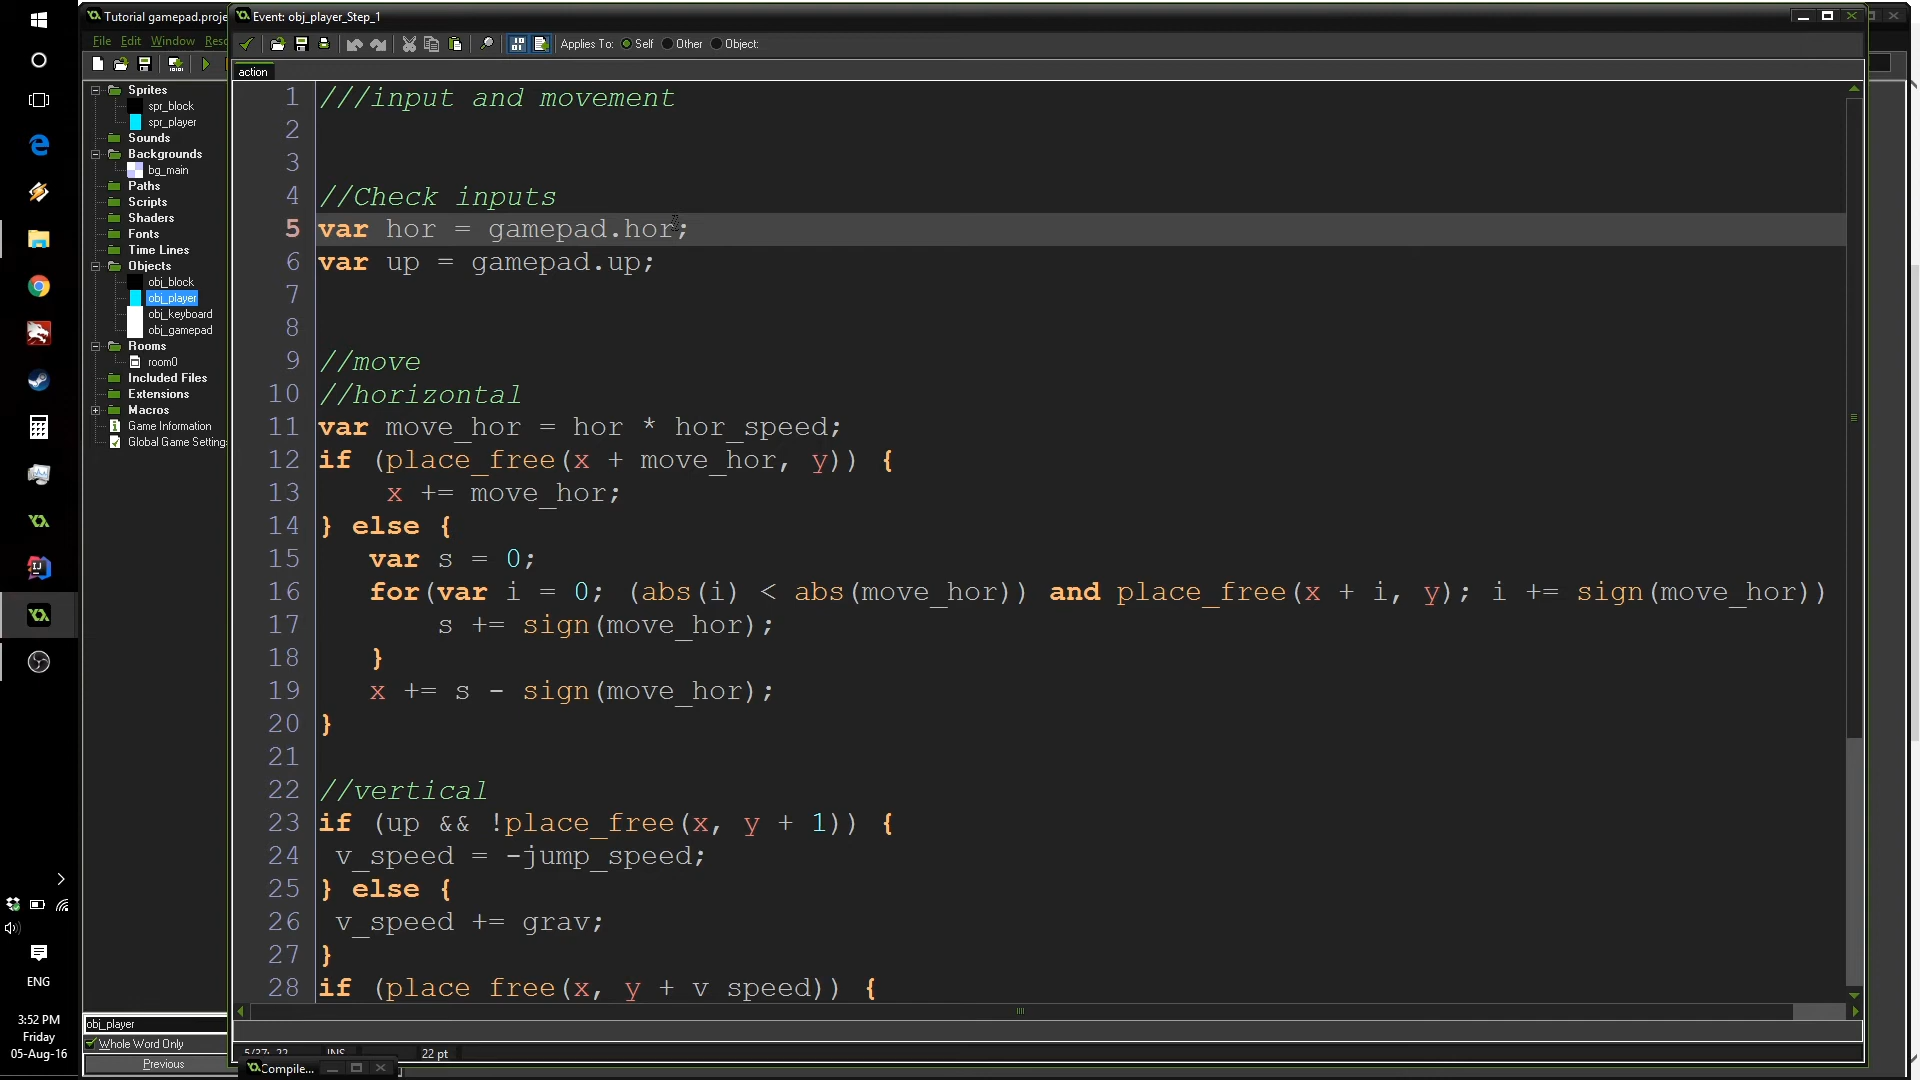 Tutorial gamepad.proje
File Edit Window Resc
Sprites
spr_block
spr_player
Sounds
Backgrounds
bg_main
Paths
Scripts
Shaders
Fonts
Time Lines
Objects
obj_block
obj_player
obj_keyboard
obj_gamepad
Rooms
room0
Included Files
Extensions
Macros
Game Information
Global Game Setting
obj_player
Whole Word Only
Previous
Event: obj_player_Step_1
Applies To: Self Other Object:
action
1 ///input and movement
2
3
4 //Check inputs
5 var hor = gamepad.hor;
6 var up = gamepad.up;
7
8
9 //move
10 //horizontal
11 var move_hor = hor * hor_speed;
12 if (place_free(x + move_hor, y)) {
13 x += move_hor;
14 } else {
15 var s = 0;
16 for(var i = 0; (abs(i) < abs(move_hor)) and place_free(x + i, y); i += sign(move_hor))
17 s += sign(move_hor);
18 }
19 x += s - sign(move_hor);
20 }
21
22 //vertical
23 if (up && !place_free(x, y + 1)) {
24 v_speed = -jump_speed;
25 } else {
26 v_speed += grav;
27 }
28 if (place_free(x, y + v_speed)) {
5/37: 22 INS 22 pt
Compile...
ENG
3:52 PM
Friday
05-Aug-16